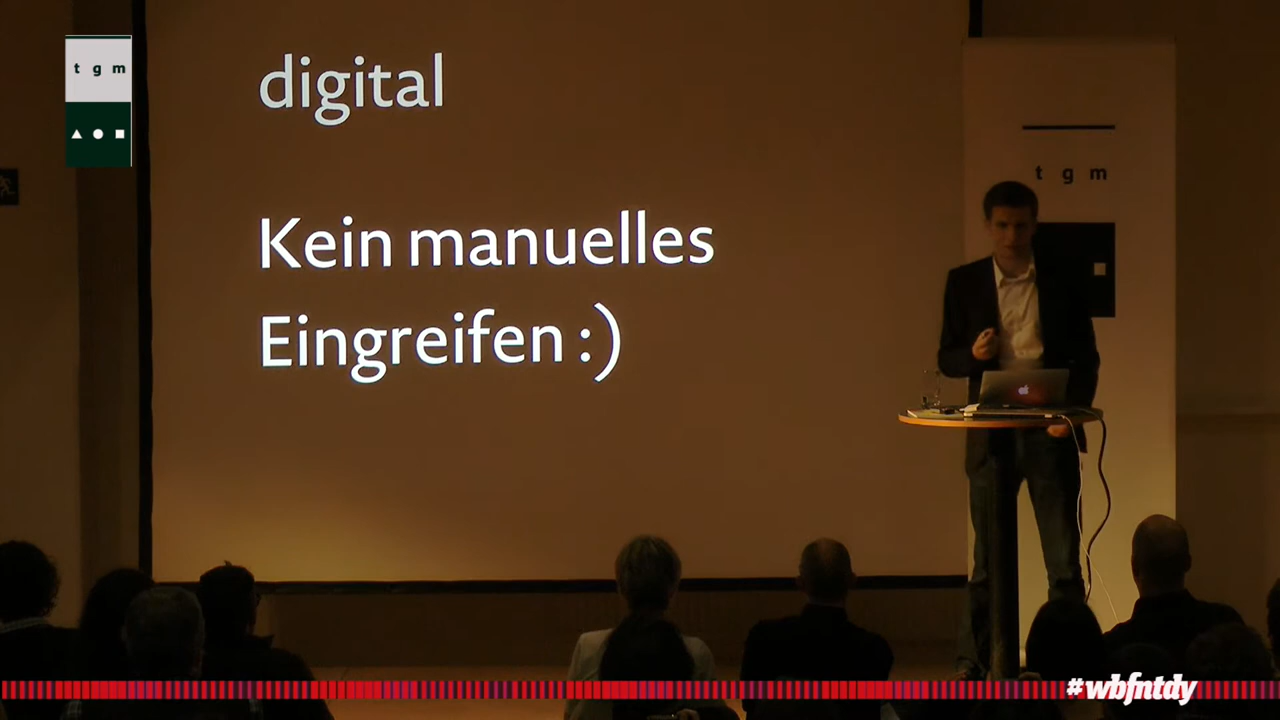 t g m
digital
Kein manuelles
Eingreifen :)
t g m
#wbfntdy